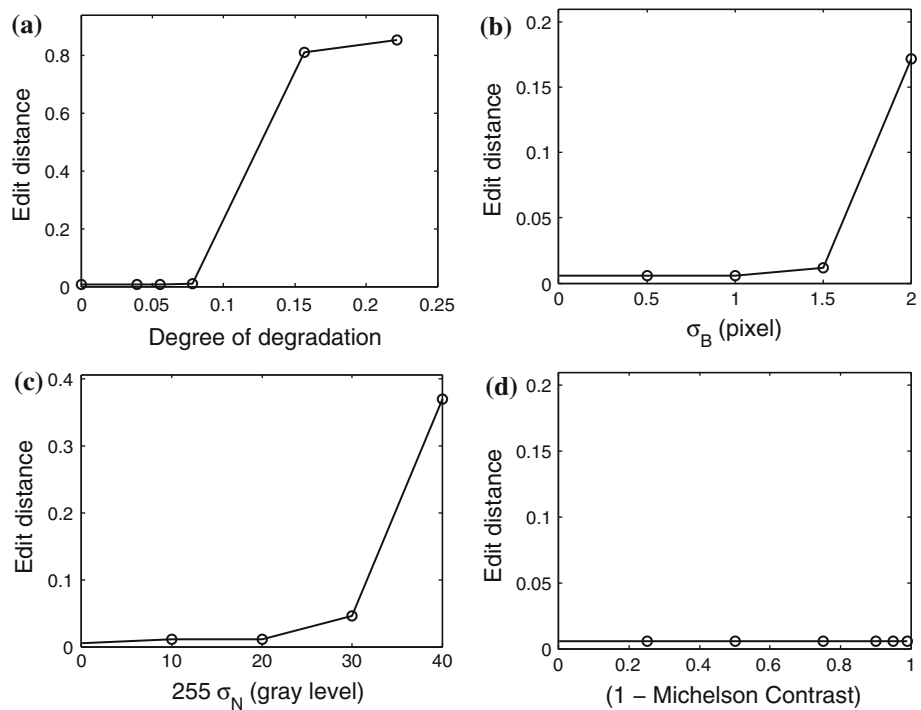 (a)
Edit distance
0.8
0.6
0.4
0.2
0
0 0.05 0.1 0.15 0.2 0.25
Degree of degradation
(b)
Edit distance
0.2
0.15
0.1
0.05
0
0 0.5 1 1.5 2
σ_B (pixel)
(c)
Edit distance
0.4
0.3
0.2
0.1
0
0 10 20 30 40
255 σ_N (gray level)
(d)
Edit distance
0.2
0.15
0.1
0.05
0
0 0.2 0.4 0.6 0.8 1
(1 − Michelson Contrast)